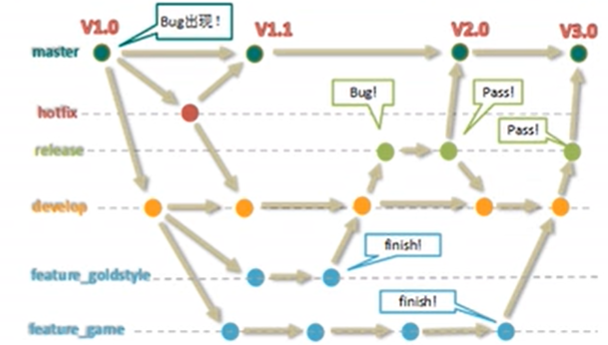 V1.0
Bug出现！
V1.1
V2.0
V3.0
master
Bug!
Pass!
hotfix
Pass!
release
develop
finish!
feature_goldstyle
finish!
feature_game